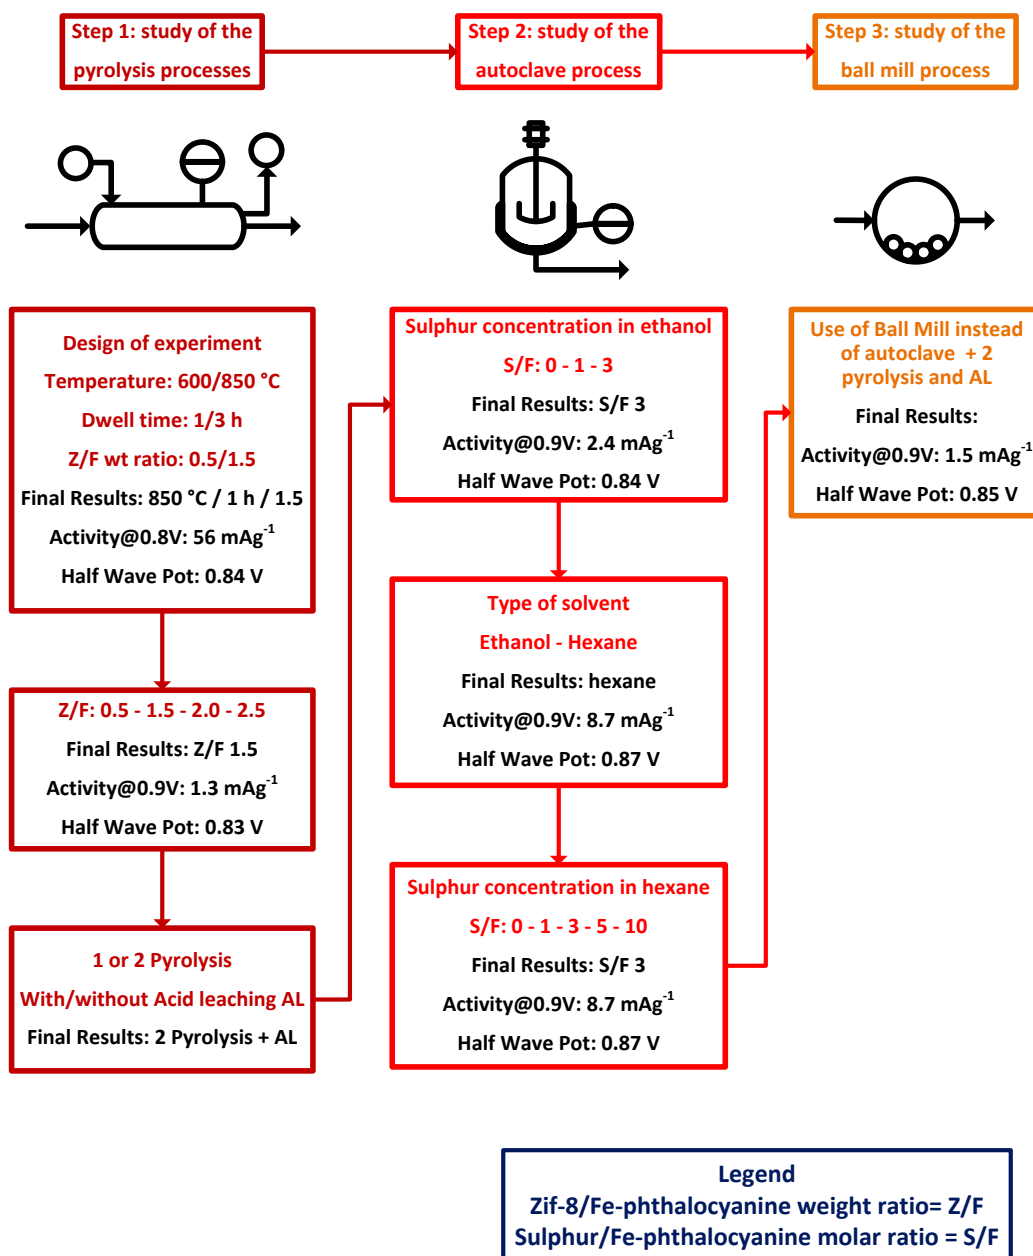 Step 1: study of the
pyrolysis processes
Step 2: study of the
autoclave process
Step 3: study of the
ball mill process
Design of experiment
Temperature: 600/850 °C
Dwell time: 1/3 h
Z/F wt ratio: 0.5/1.5
Final Results: 850 °C / 1 h / 1.5
Activity@0.8V: 56 mAg⁻¹
Half Wave Pot: 0.84 V
Z/F: 0.5 - 1.5 - 2.0 - 2.5
Final Results: Z/F 1.5
Activity@0.9V: 1.3 mAg⁻¹
Half Wave Pot: 0.83 V
1 or 2 Pyrolysis
With/without Acid leaching AL
Final Results: 2 Pyrolysis + AL
Sulphur concentration in ethanol
S/F: 0 - 1 - 3
Final Results: S/F 3
Activity@0.9V: 2.4 mAg⁻¹
Half Wave Pot: 0.84 V
Type of solvent
Ethanol - Hexane
Final Results: hexane
Activity@0.9V: 8.7 mAg⁻¹
Half Wave Pot: 0.87 V
Sulphur concentration in hexane
S/F: 0 - 1 - 3 - 5 - 10
Final Results: S/F 3
Activity@0.9V: 8.7 mAg⁻¹
Half Wave Pot: 0.87 V
Use of Ball Mill instead
of autoclave + 2
pyrolysis and AL
Final Results:
Activity@0.9V: 1.5 mAg⁻¹
Half Wave Pot: 0.85 V
Legend
Zif-8/Fe-phthalocyanine weight ratio= Z/F
Sulphur/Fe-phthalocyanine molar ratio = S/F